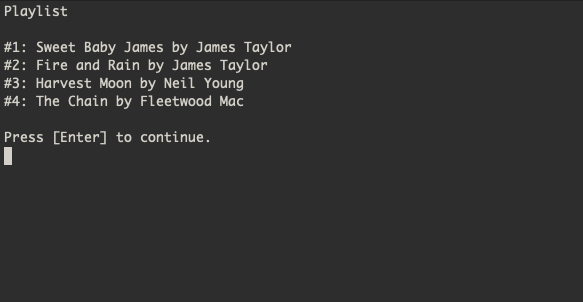 Playlist
#1: Sweet Baby James by James Taylor
#2: Fire and Rain by James Taylor
#3: Harvest Moon by Neil Young
#4: The Chain by Fleetwood Mac
Press [Enter] to continue.